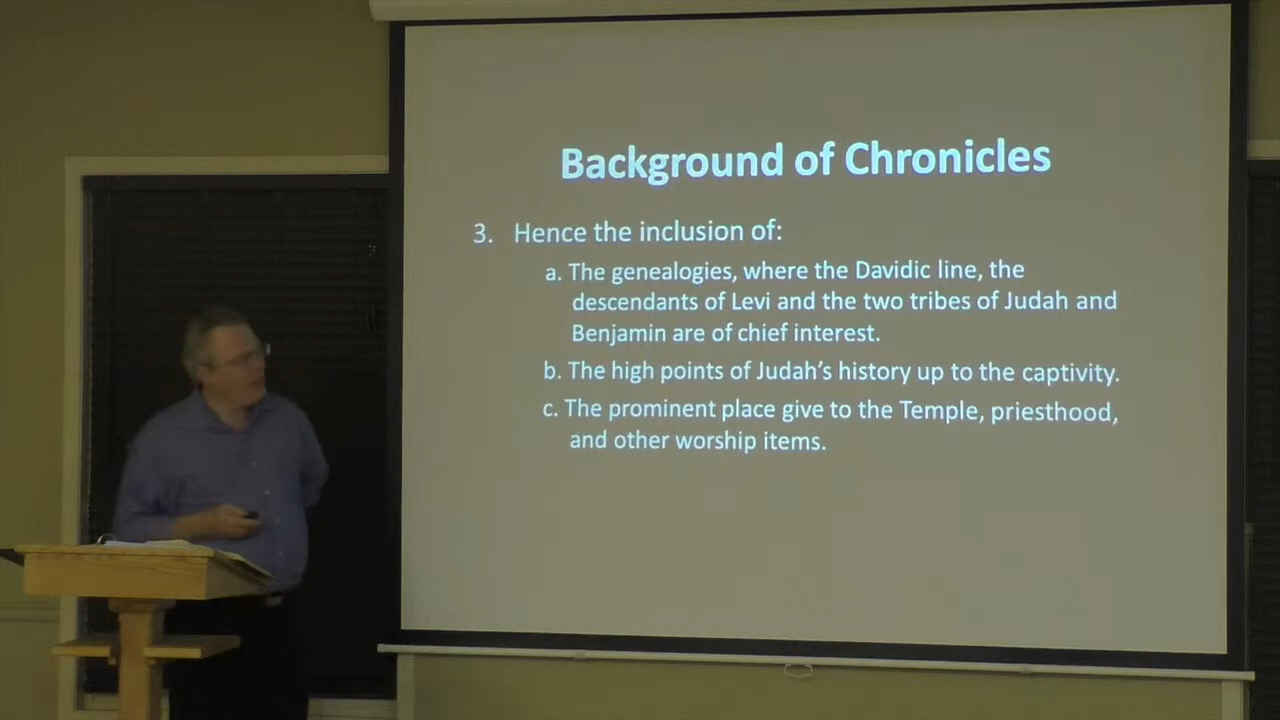 Background of Chronicles
3. Hence the inclusion of:
a. The genealogies, where the Davidic line, the
descendants of Levi and the two tribes of Judah and
Benjamin are of chief interest.
b. The high points of Judah's history up to the captivity.
c. The prominent place give to the Temple, priesthood,
and other worship items.